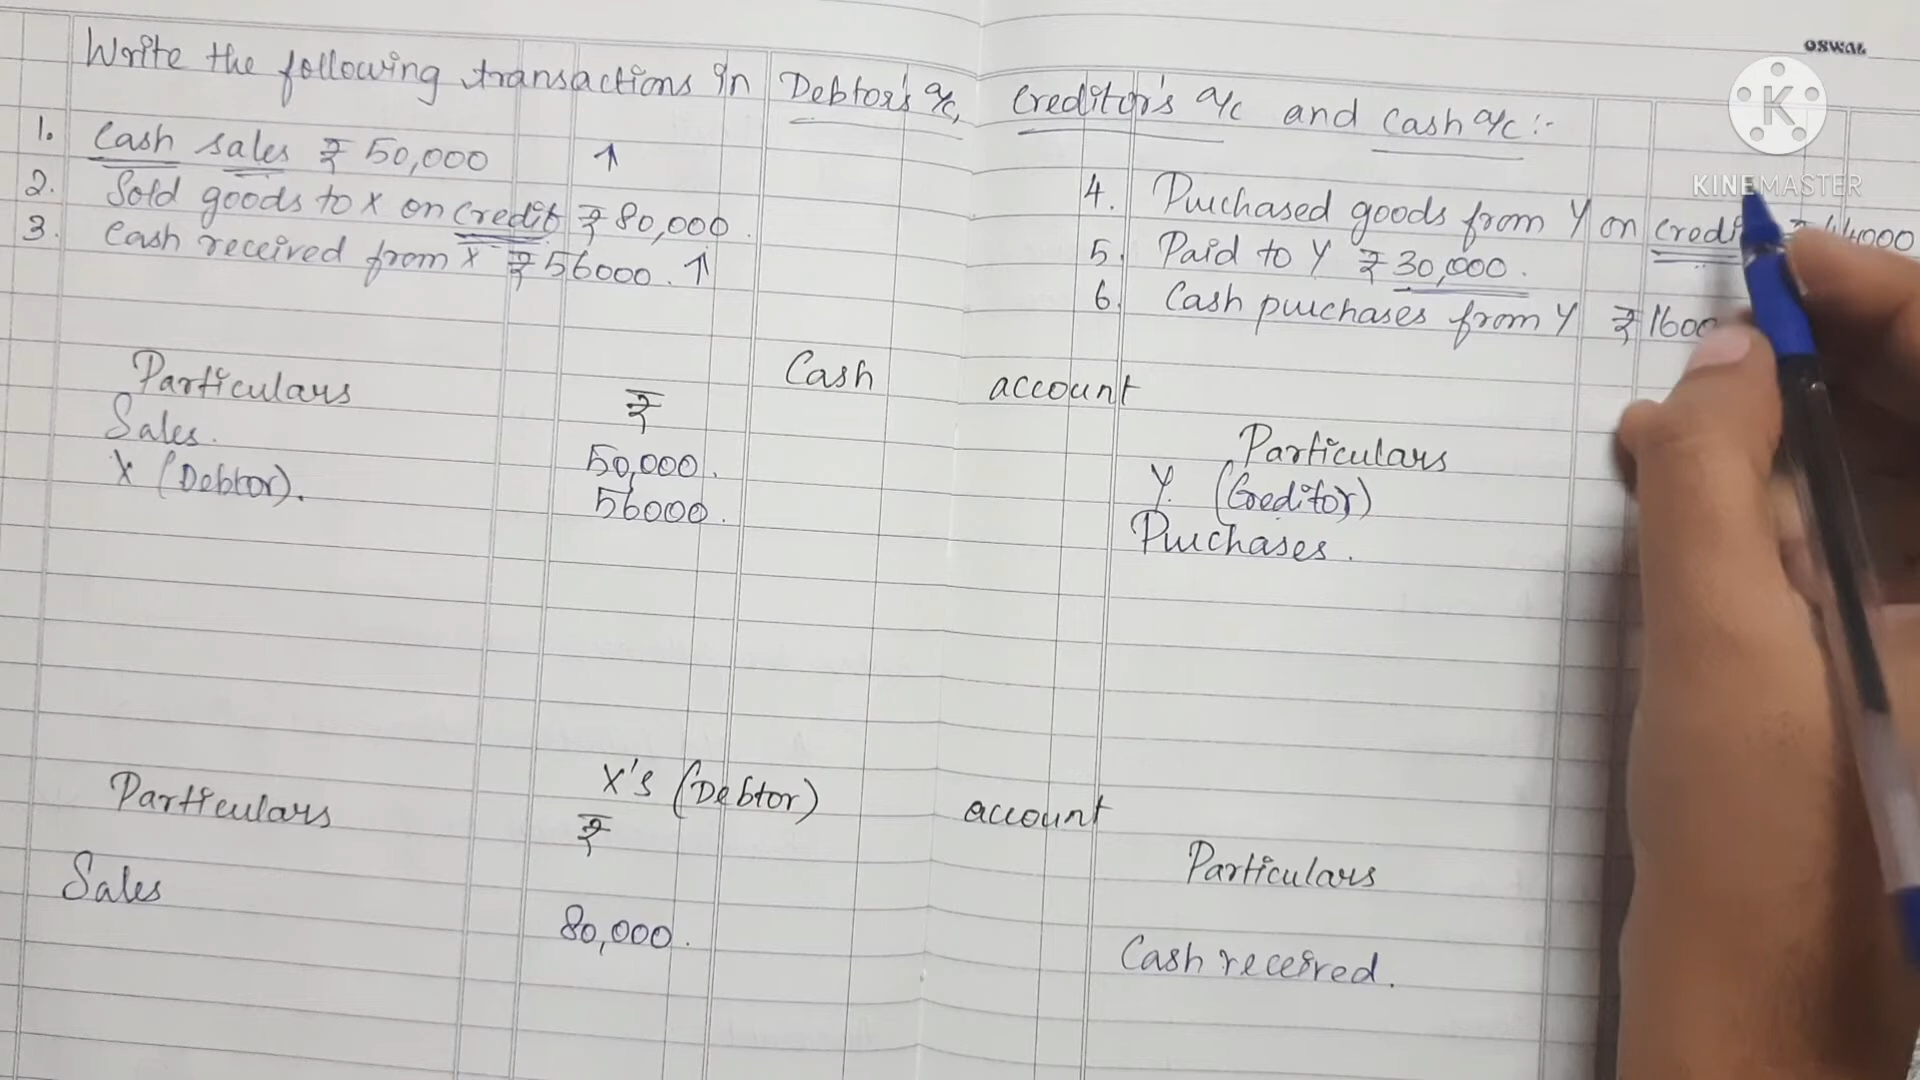 OSWAL
K
KINEMASTER
Write the following transactions in Debtor's a/c, Creditor's a/c and Cash a/c :-
1. Cash sales ₹ 50,000 ↑
2. Sold goods to X on credit ₹ 80,000.
3. Cash received from X ₹ 56000. ↑
4. Purchased goods from Y on
5. Paid to Y ₹ 30,000.
6. Cash purchases from Y ₹
Cash account
Particulars ₹ Particulars
Sales. 50,000. Y. (Creditor)
X (Debtor). 56000. Purchases.
X's (Debtor) account
Particulars ₹ Particulars
Sales 80,000. Cash received.